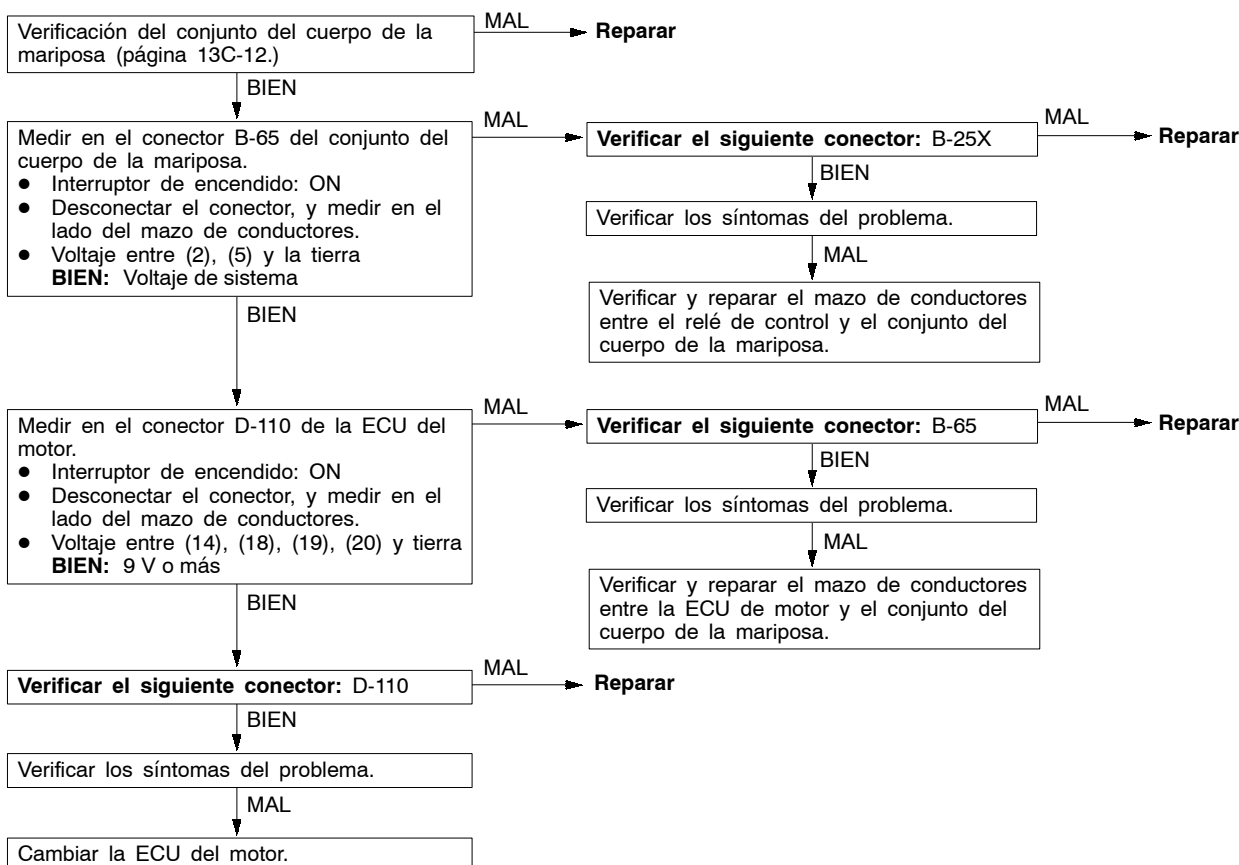 Verificación del conjunto del cuerpo de la
mariposa (página 13C-12.)
MAL
Reparar
BIEN
Medir en el conector B-65 del conjunto del
cuerpo de la mariposa.
● Interruptor de encendido: ON
● Desconectar el conector, y medir en el
lado del mazo de conductores.
● Voltaje entre (2), (5) y la tierra
BIEN: Voltaje de sistema
MAL
Verificar el siguiente conector: B-25X
MAL
Reparar
BIEN
Verificar los síntomas del problema.
MAL
Verificar y reparar el mazo de conductores
entre el relé de control y el conjunto del
cuerpo de la mariposa.
BIEN
Medir en el conector D-110 de la ECU del
motor.
● Interruptor de encendido: ON
● Desconectar el conector, y medir en el
lado del mazo de conductores.
● Voltaje entre (14), (18), (19), (20) y tierra
BIEN: 9 V o más
MAL
Verificar el siguiente conector: B-65
MAL
Reparar
BIEN
Verificar los síntomas del problema.
MAL
Verificar y reparar el mazo de conductores
entre la ECU de motor y el conjunto del
cuerpo de la mariposa.
BIEN
Verificar el siguiente conector: D-110
MAL
Reparar
BIEN
Verificar los síntomas del problema.
MAL
Cambiar la ECU del motor.